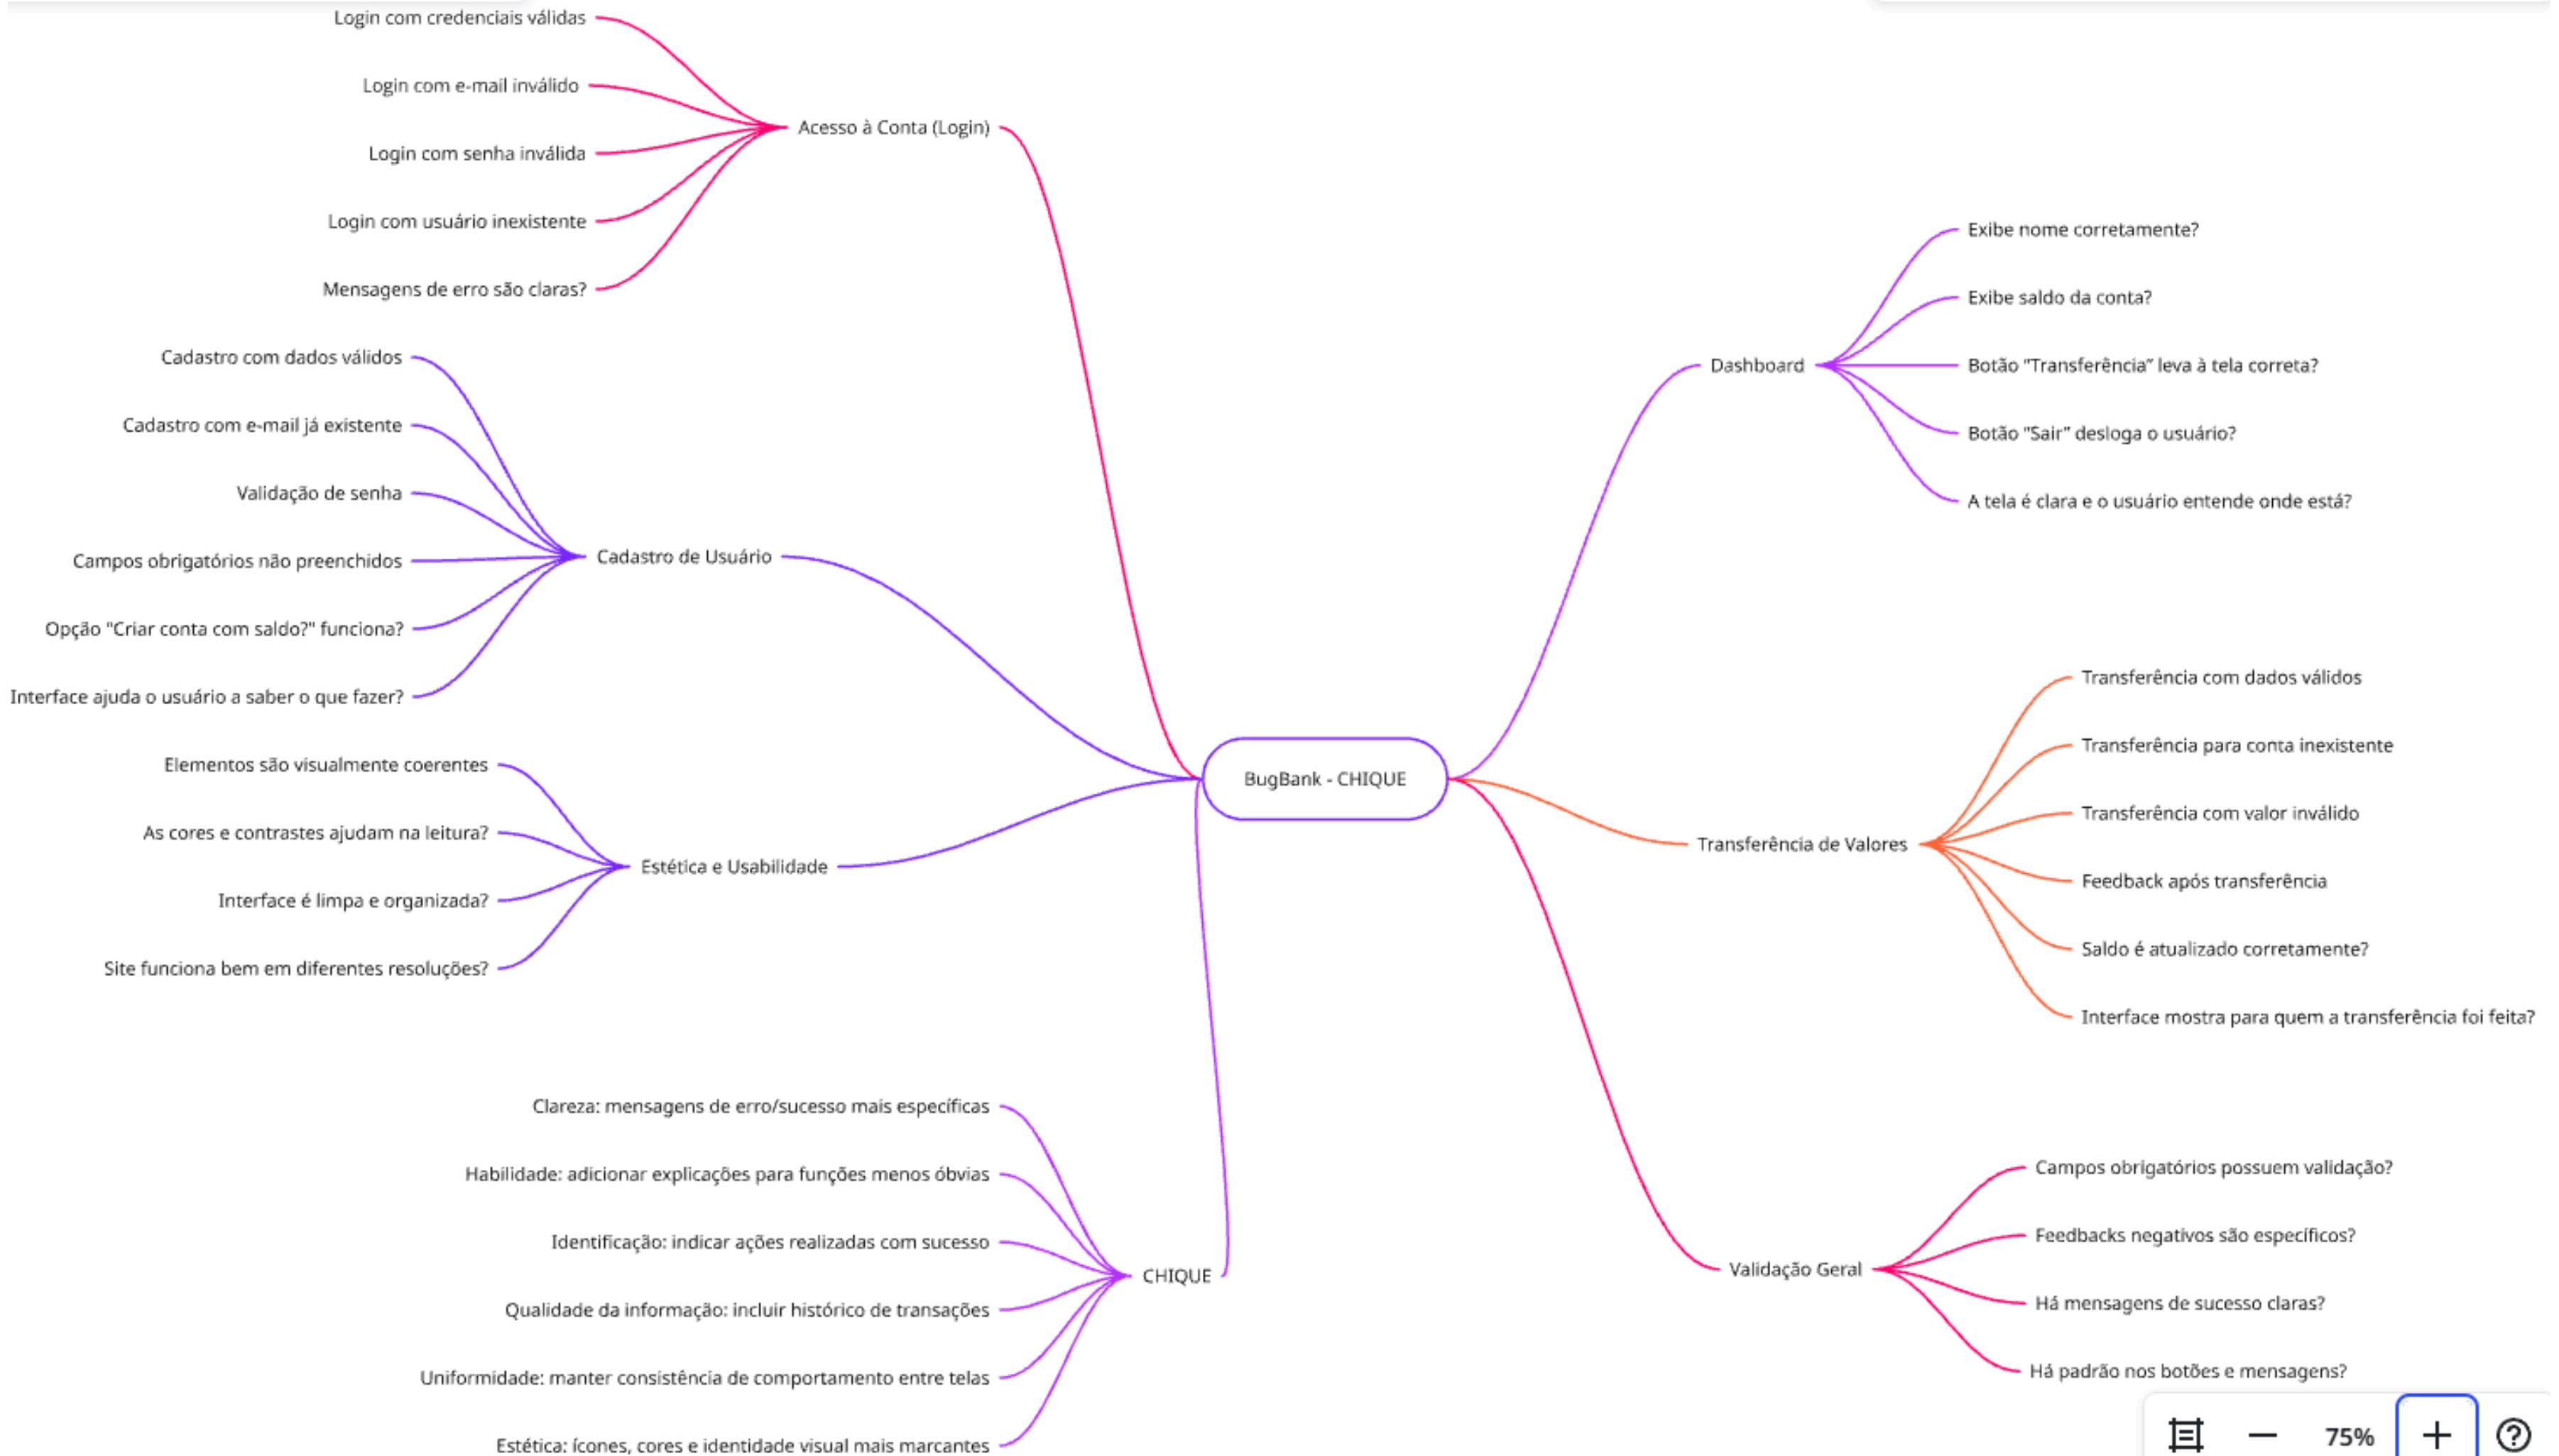 Login com credenciais válidas
Login com e-mail inválido
Login com senha inválida
Login com usuário inexistente
Mensagens de erro são claras?
Acesso à Conta (Login)
Cadastro com dados válidos
Cadastro com e-mail já existente
Validação de senha
Campos obrigatórios não preenchidos
Opção "Criar conta com saldo?" funciona?
Interface ajuda o usuário a saber o que fazer?
Cadastro de Usuário
Elementos são visualmente coerentes
As cores e contrastes ajudam na leitura?
Interface é limpa e organizada?
Site funciona bem em diferentes resoluções?
Estética e Usabilidade
Clareza: mensagens de erro/sucesso mais específicas
Habilidade: adicionar explicações para funções menos óbvias
Identificação: indicar ações realizadas com sucesso
Qualidade da informação: incluir histórico de transações
Uniformidade: manter consistência de comportamento entre telas
Estética: ícones, cores e identidade visual mais marcantes
CHIQUE
BugBank - CHIQUE
Dashboard
Exibe nome corretamente?
Exibe saldo da conta?
Botão “Transferência” leva à tela correta?
Botão “Sair” desloga o usuário?
A tela é clara e o usuário entende onde está?
Transferência de Valores
Transferência com dados válidos
Transferência para conta inexistente
Transferência com valor inválido
Feedback após transferência
Saldo é atualizado corretamente?
Interface mostra para quem a transferência foi feita?
Validação Geral
Campos obrigatórios possuem validação?
Feedbacks negativos são específicos?
Há mensagens de sucesso claras?
Há padrão nos botões e mensagens?
75%